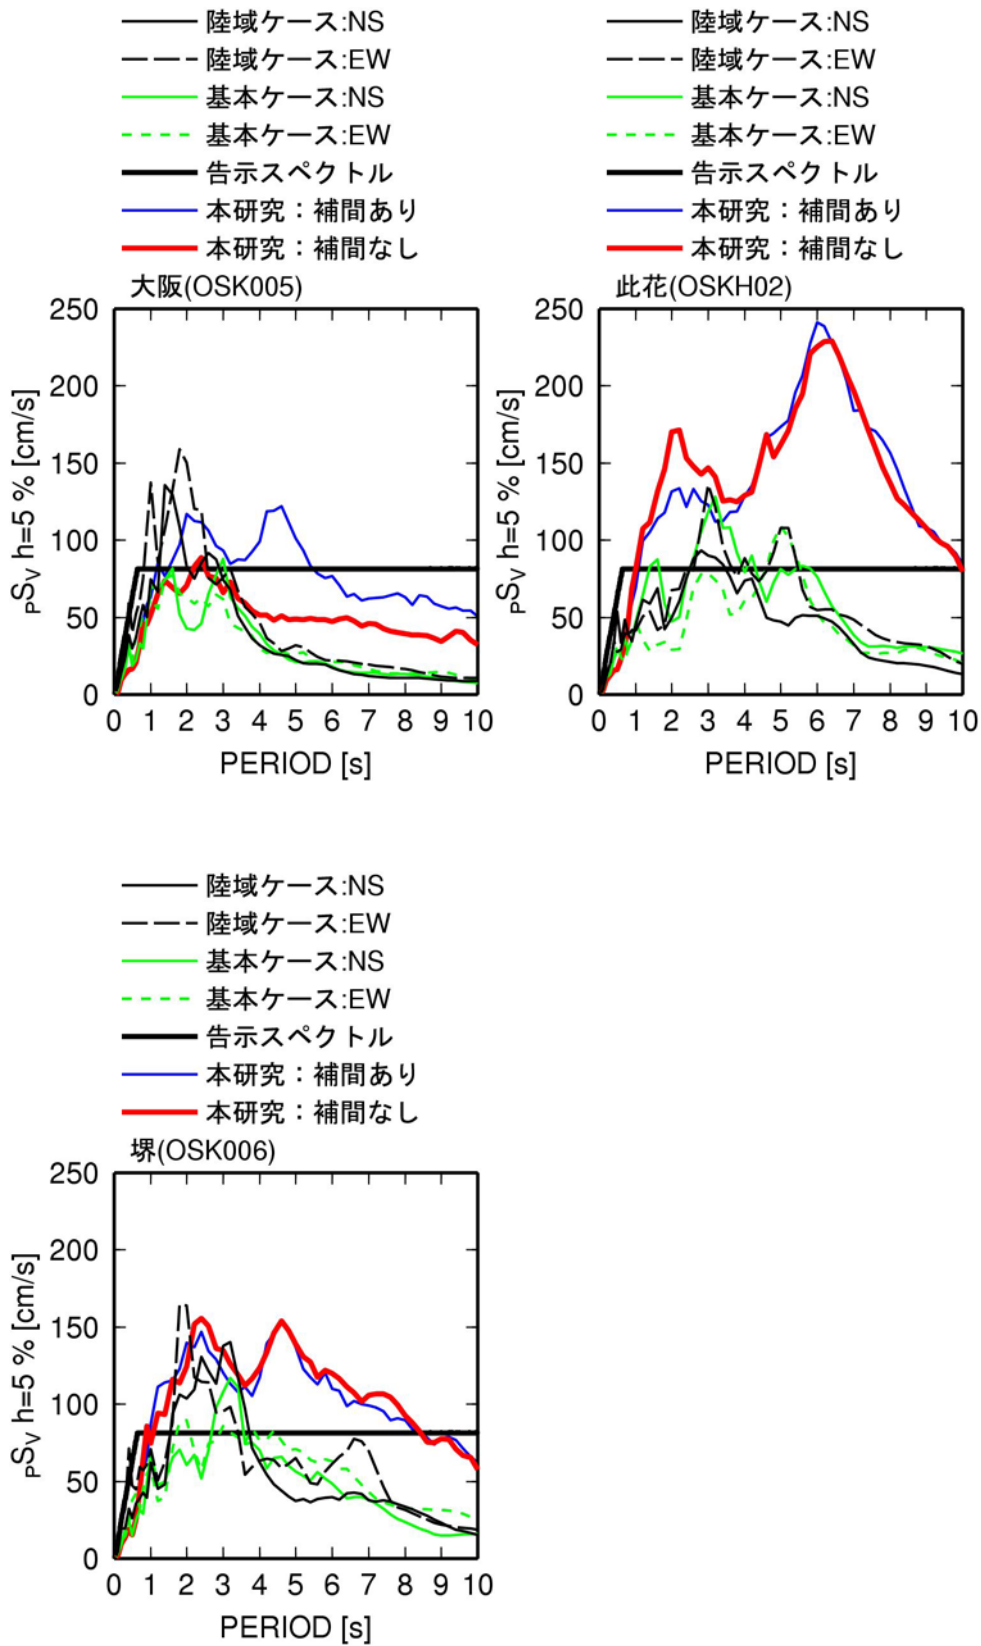 陸域ケース:NS
陸域ケース:EW
基本ケース:NS
基本ケース:EW
告示スペクトル
本研究：補間あり
本研究：補間なし
大阪(OSK005)
250
200
150
100
50
0
PSV h=5 % [cm/s]
0 1 2 3 4 5 6 7 8 9 10
PERIOD [s]
陸域ケース:NS
陸域ケース:EW
基本ケース:NS
基本ケース:EW
告示スペクトル
本研究：補間あり
本研究：補間なし
此花(OSKH02)
250
200
150
100
50
0
PSV h=5 % [cm/s]
0 1 2 3 4 5 6 7 8 9 10
PERIOD [s]
陸域ケース:NS
陸域ケース:EW
基本ケース:NS
基本ケース:EW
告示スペクトル
本研究：補間あり
本研究：補間なし
堺(OSK006)
250
200
150
100
50
0
PSV h=5 % [cm/s]
0 1 2 3 4 5 6 7 8 9 10
PERIOD [s]